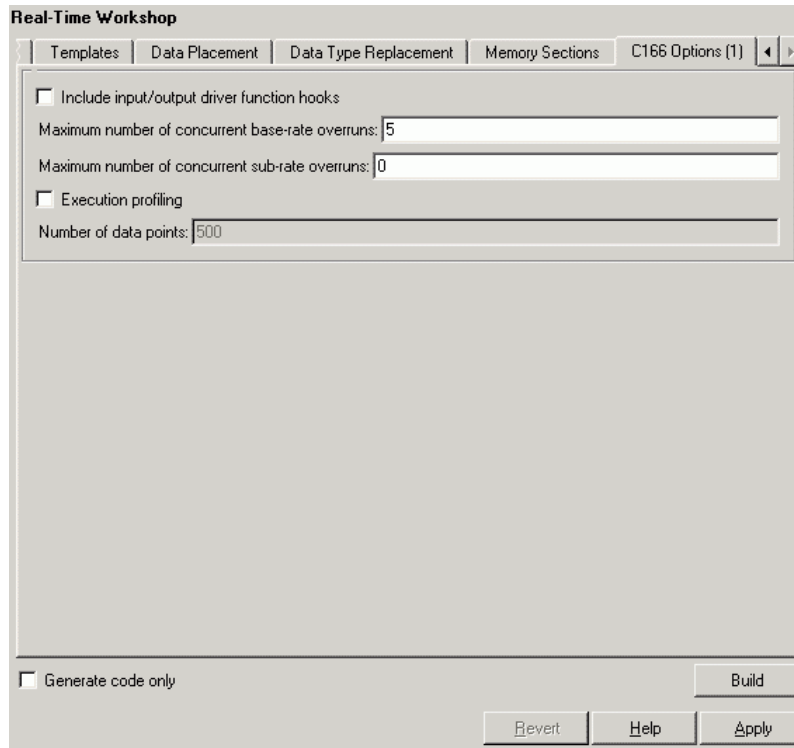 Real-Time Workshop
Templates Data Placement Data Type Replacement Memory Sections C166 Options (1)
Include input/output driver function hooks
Maximum number of concurrent base-rate overruns: 5
Maximum number of concurrent sub-rate overruns: 0
Execution profiling
Number of data points: 500
Generate code only Build
Revert Help Apply